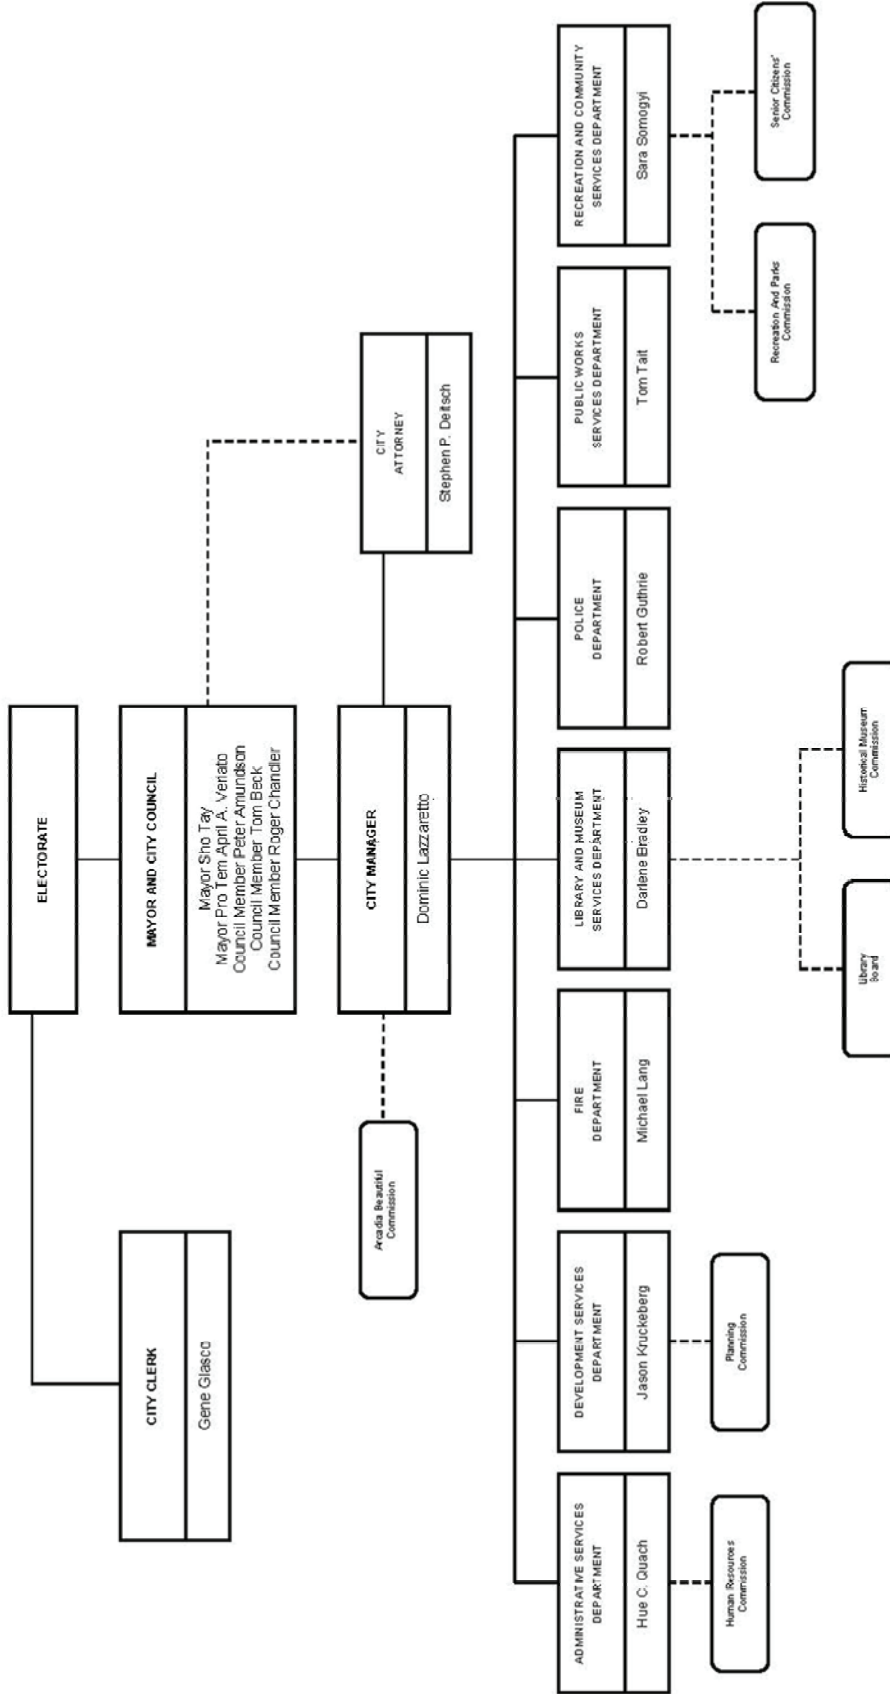 ELECTORATE
CITY CLERK
Gene Glasco
MAYOR AND CITY COUNCIL
Mayor Sho Tay
Mayor Pro Tem April A. Verlato
Council Member Peter Amundson
Council Member Tom Beck
Council Member Roger Chandler
Arcadia Beautiful
Commission
CITY MANAGER
Dominic Lazzaretto
CITY
ATTORNEY
Stephen P. Deitsch
ADMINISTRATIVE SERVICES
DEPARTMENT
Hue C. Quach
DEVELOPMENT SERVICES
DEPARTMENT
Jason Kruckeberg
FIRE
DEPARTMENT
Michael Lang
LIBRARY AND MUSEUM
SERVICES DEPARTMENT
Darlene Bradley
POLICE
DEPARTMENT
Robert Guthrie
PUBLIC WORKS
SERVICES DEPARTMENT
Tom Tait
RECREATION AND COMMUNITY
SERVICES DEPARTMENT
Sara Somogyi
Human Resources
Commission
Planning
Commission
Library
Board
Historical Museum
Commission
Recreation And Parks
Commission
Senior Citizens'
Commission